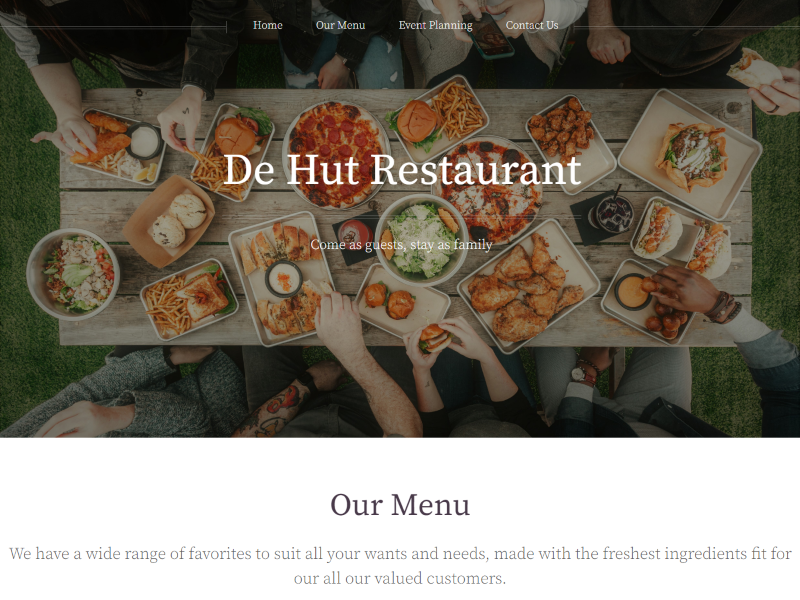 Home Our Menu Event Planning Contact Us
De Hut Restaurant
Come as guests, stay as family
Our Menu
We have a wide range of favorites to suit all your wants and needs, made with the freshest ingredients fit for
our all our valued customers.